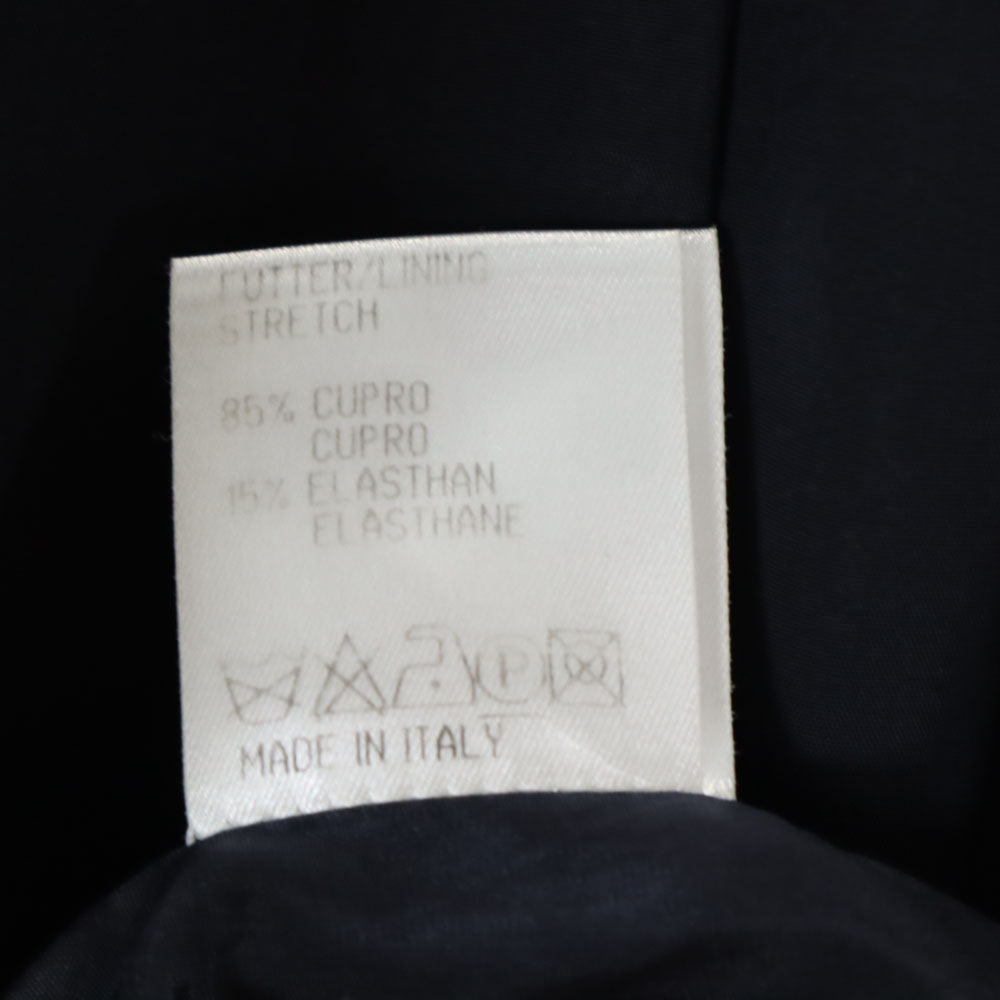 FUTTER/LINING
STRETCH
85% CUPRO
CUPRO
15% ELASTHAN
ELASTHANE
P
MADE IN ITALY